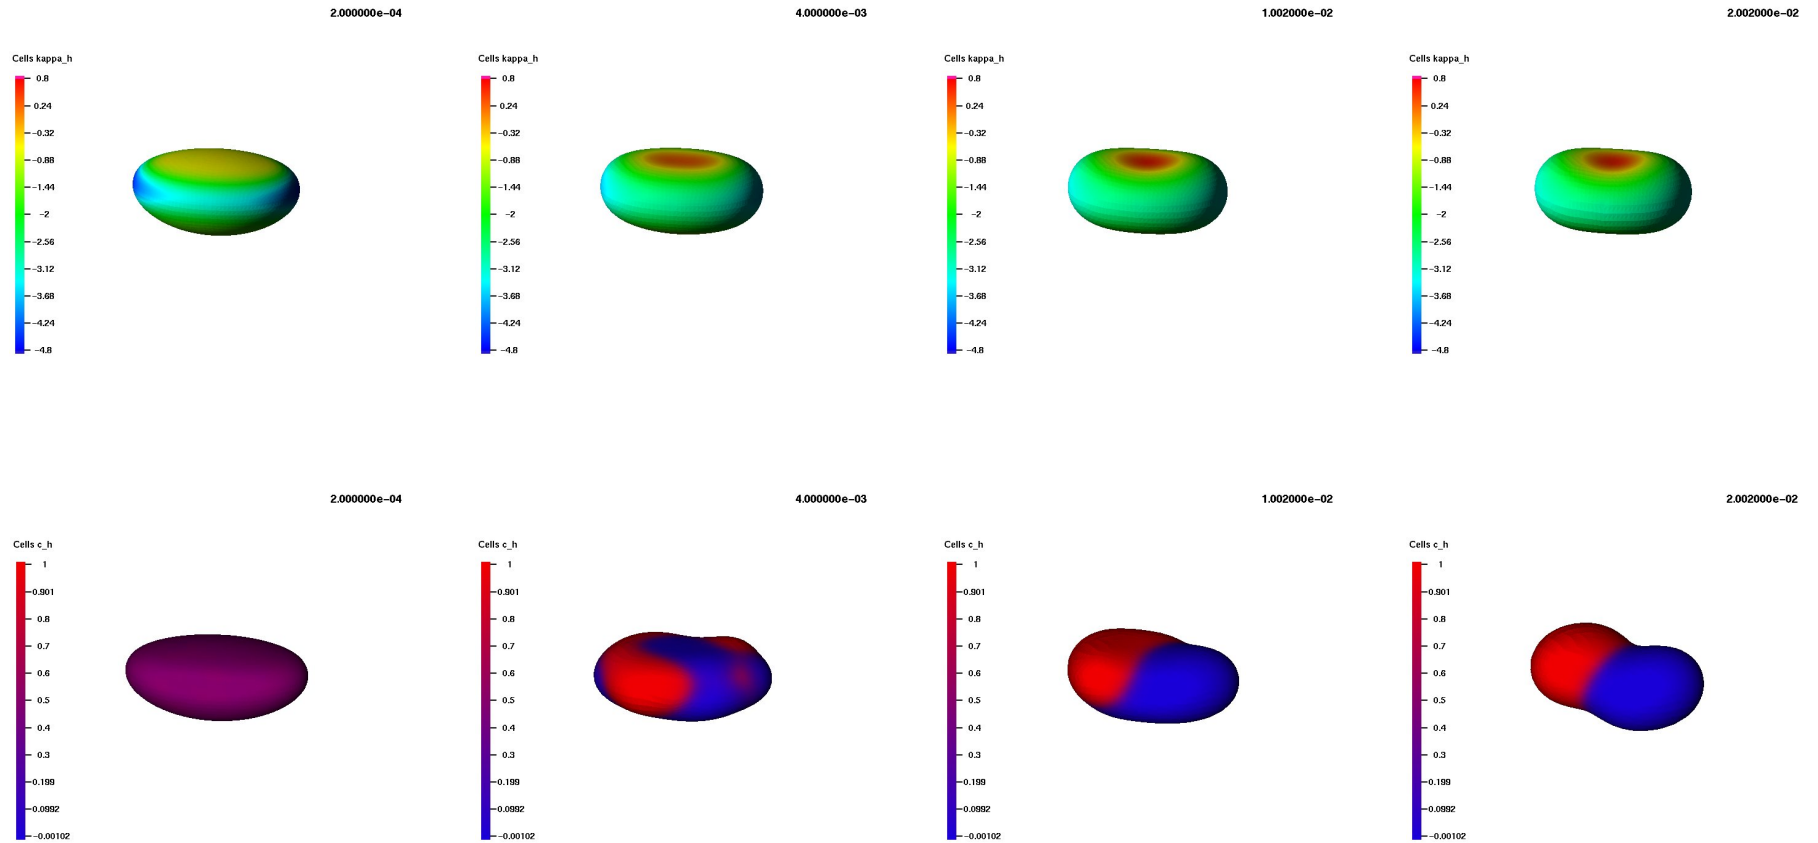 2.000000e-04 4.000000e-03 1.002000e-02 2.002000e-02
Cells kappa_h Cells kappa_h Cells kappa_h Cells kappa_h
0.8 0.8 0.8 0.8
0.24 0.24 0.24 0.24
-0.32 -0.32 -0.32 -0.32
-0.88 -0.88 -0.88 -0.88
-1.44 -1.44 -1.44 -1.44
-2 -2 -2 -2
-2.56 -2.56 -2.56 -2.56
-3.12 -3.12 -3.12 -3.12
-3.68 -3.68 -3.68 -3.68
-4.24 -4.24 -4.24 -4.24
-4.8 -4.8 -4.8 -4.8
2.000000e-04 4.000000e-03 1.002000e-02 2.002000e-02
Cells c_h Cells c_h Cells c_h Cells c_h
1 1 1 1
0.901 0.901 0.901 0.901
0.8 0.8 0.8 0.8
0.7 0.7 0.7 0.7
0.6 0.6 0.6 0.6
0.5 0.5 0.5 0.5
0.4 0.4 0.4 0.4
0.3 0.3 0.3 0.3
0.199 0.199 0.199 0.199
0.0992 0.0992 0.0992 0.0992
-0.00102 -0.00102 -0.00102 -0.00102